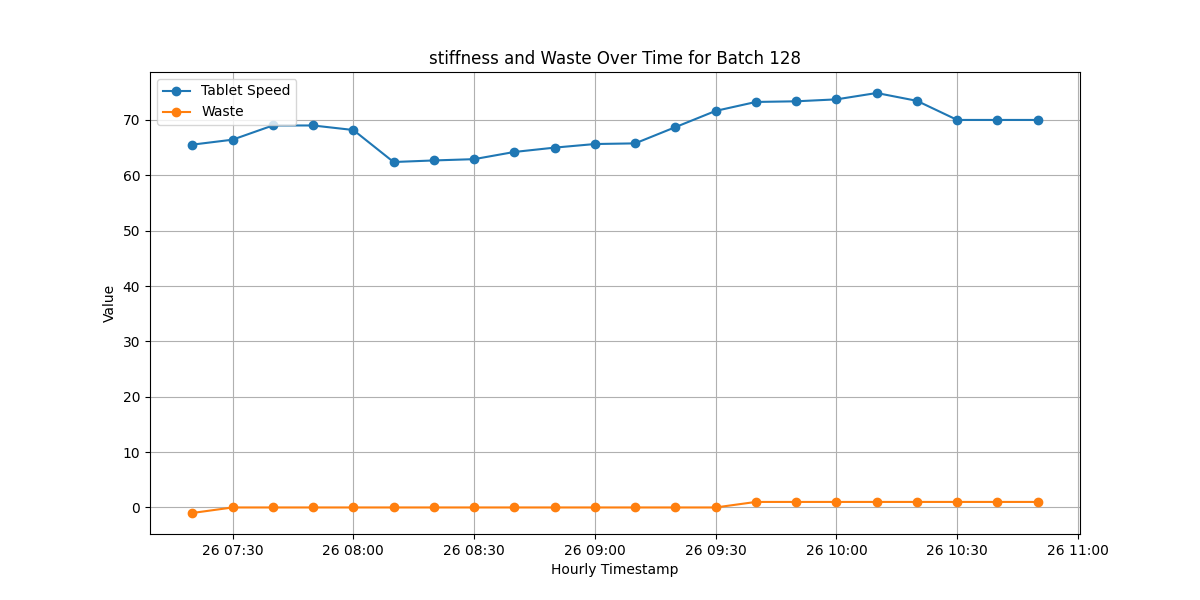 stiffness and Waste Over Time for Batch 128
Tablet Speed
Waste
Value
70
60
50
40
30
20
10
0
26 07:30 26 08:00 26 08:30 26 09:00 26 09:30 26 10:00 26 10:30 26 11:00
Hourly Timestamp